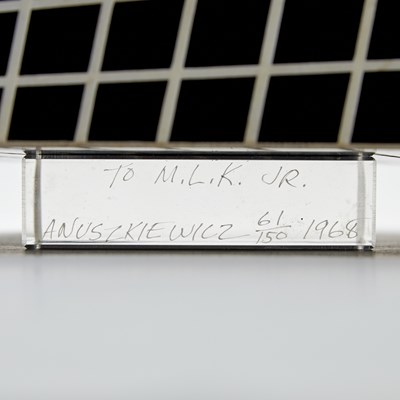 TO M.L.K. JR.
ANUSZKIEWICZ 61/150 1968